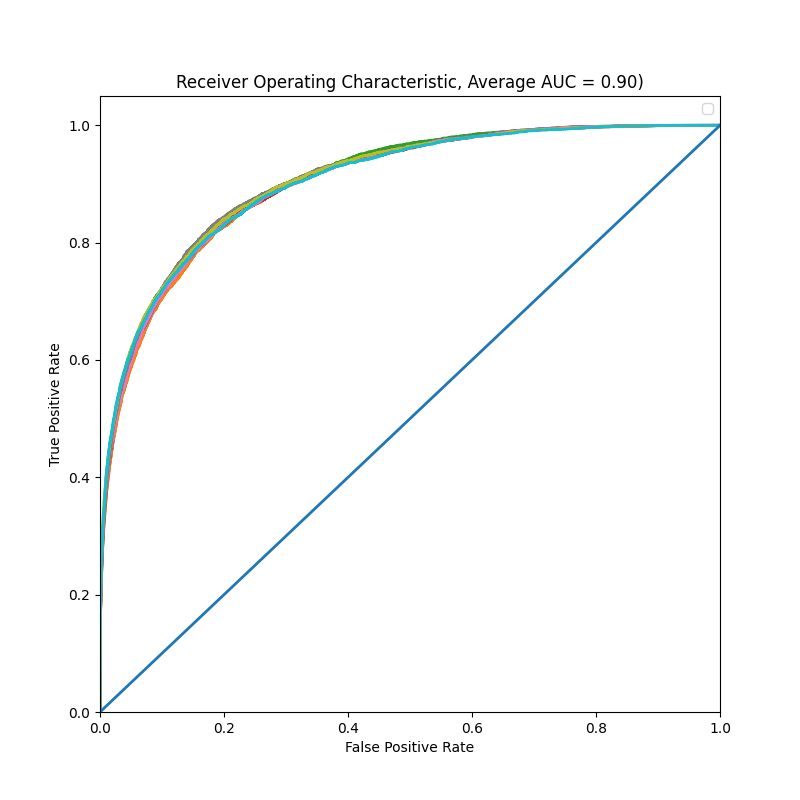 Receiver Operating Characteristic, Average AUC = 0.90)
1.0
0.8
0.6
0.4
0.2
0.0
True Positive Rate
0.0 0.2 0.4 0.6 0.8 1.0
False Positive Rate